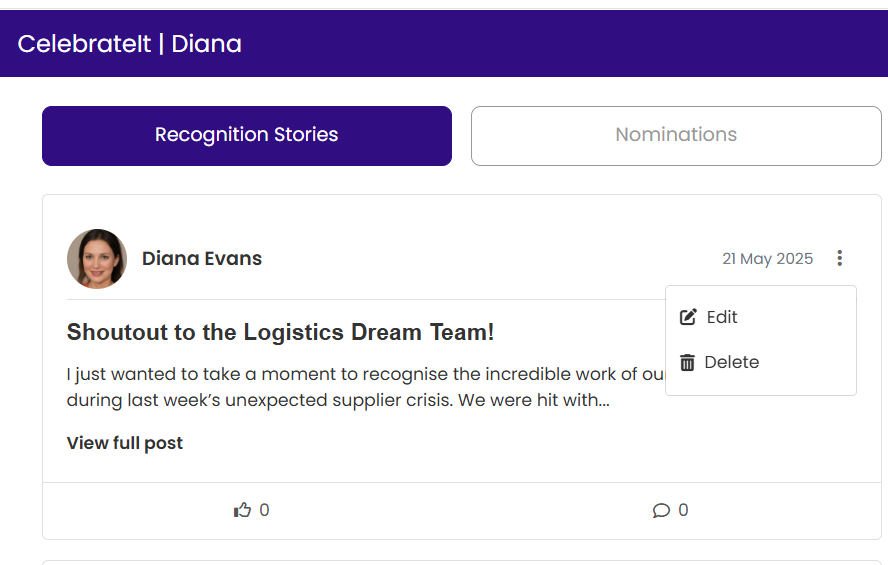 CelebrateIt | Diana
Recognition Stories
Nominations
Diana Evans
21 May 2025
Edit
Delete
Shoutout to the Logistics Dream Team!
I just wanted to take a moment to recognise the incredible work of
during last week’s unexpected supplier crisis. We were hit with...
View full post
0
0